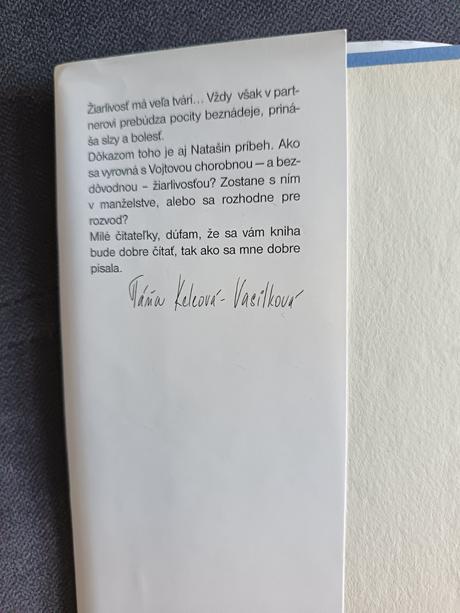 Žiarlivosť má veľa tvárí... Vždy však v part-
nerovi prebúdza pocity beznádeje, priná-
ša slzy a bolesť.
Dôkazom toho je aj Natašin príbeh. Ako
sa vyrovná s Vojtovou chorobnou – a bez-
dôvodnou – žiarlivosťou? Zostane s ním
v manželstve, alebo sa rozhodne pre
rozvod?
Milé čitateľky, dúfam, že sa vám kniha
bude dobre čítať, tak ako sa mne dobre
písala.
Táňa Keleová-Vasilková